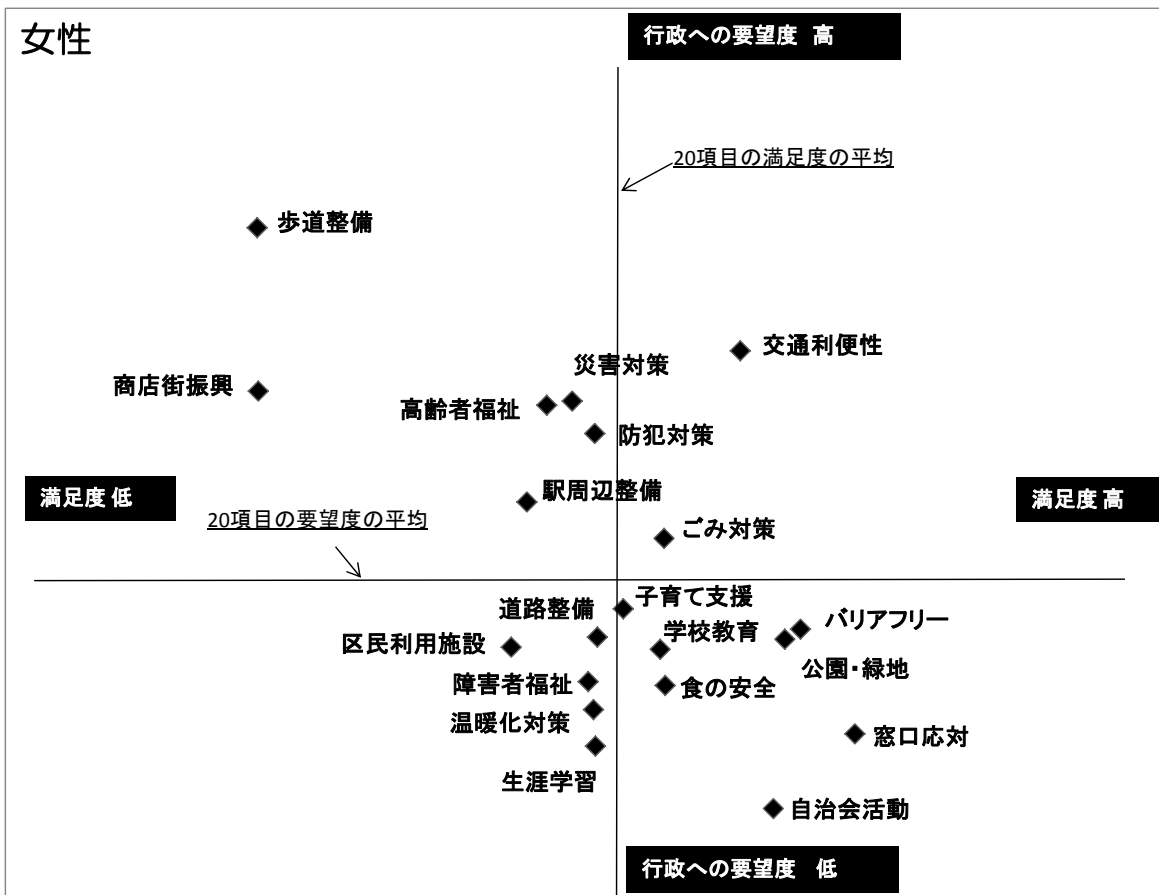 女性
行政への要望度 高
20項目の満足度の平均
歩道整備
交通利便性
災害対策
商店街振興
高齢者福祉
防犯対策
満足度 低
駅周辺整備
満足度 高
20項目の要望度の平均
ごみ対策
子育て支援
道路整備
バリアフリー
学校教育
区民利用施設
公園・緑地
障害者福祉
食の安全
温暖化対策
窓口応対
生涯学習
自治会活動
行政への要望度 低